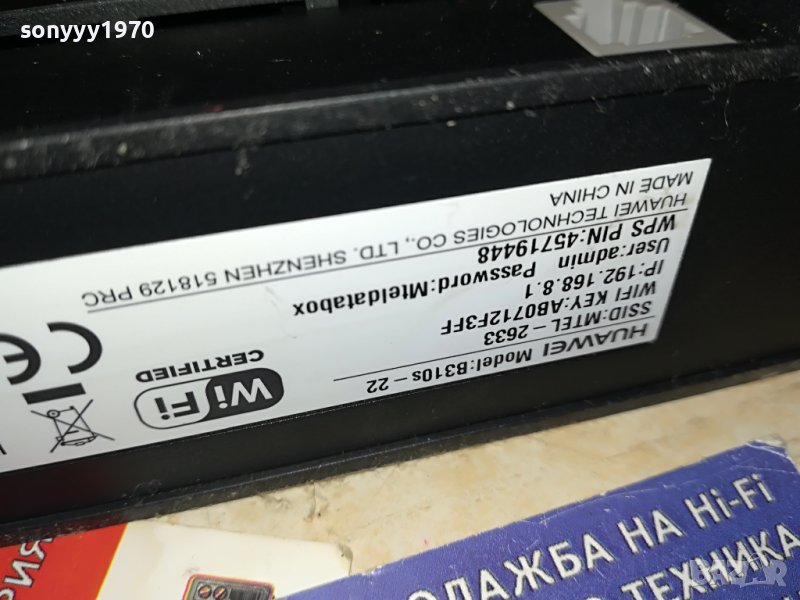 sonyyy1970
HUAWEI Model:B310s-22
SSID:MTEL-2633
WIFI KEY:AB0712F3FF
IP:192.168.8.1
User:admin Password:Mteldatabox
WPS PIN:45719448
HUAWEI TECHNOLOGIES CO., LTD. SHENZHEN 518129 PRC
MADE IN CHINA
WiFi
CERTIFIED
CE
НА Hi-Fi
ТЕХНИКА